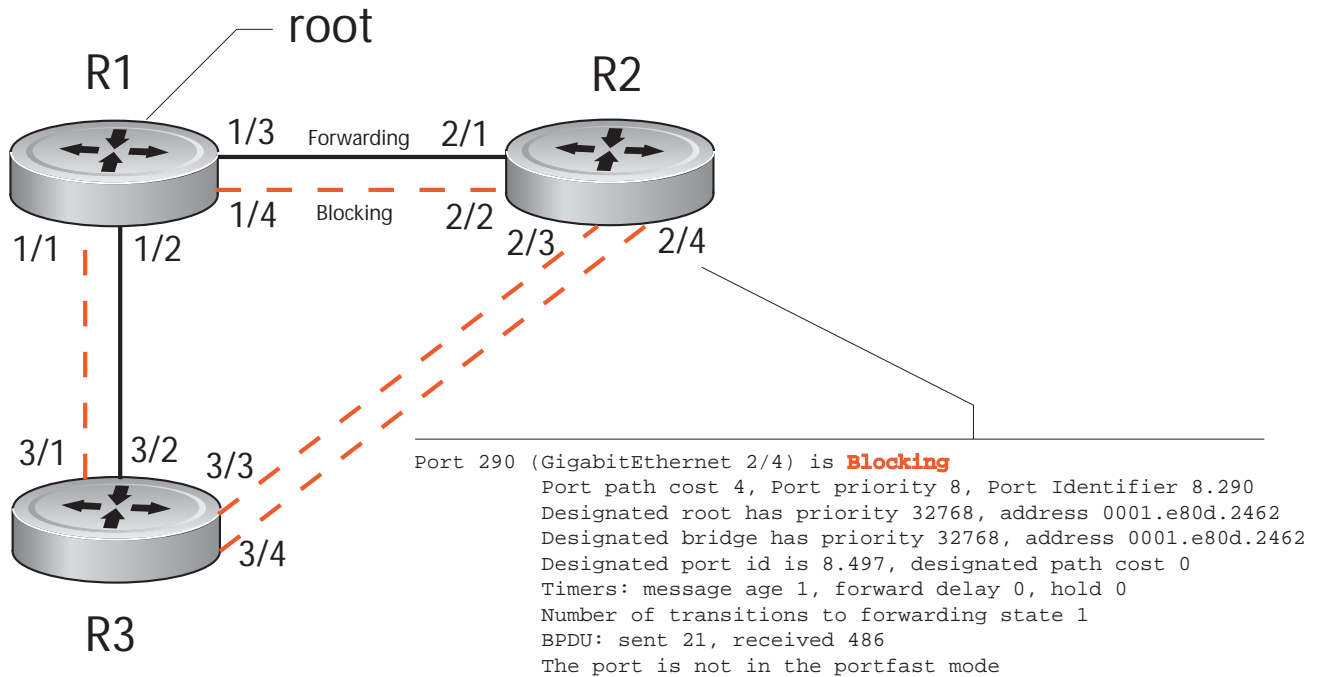 root
R1
R2
1/3 Forwarding 2/1
1/4 Blocking 2/2
1/1 1/2
2/3 2/4
3/1 3/2
3/3
3/4
R3
Port 290 (GigabitEthernet 2/4) is Blocking
Port path cost 4, Port priority 8, Port Identifier 8.290
Designated root has priority 32768, address 0001.e80d.2462
Designated bridge has priority 32768, address 0001.e80d.2462
Designated port id is 8.497, designated path cost 0
Timers: message age 1, forward delay 0, hold 0
Number of transitions to forwarding state 1
BPDU: sent 21, received 486
The port is not in the portfast mode